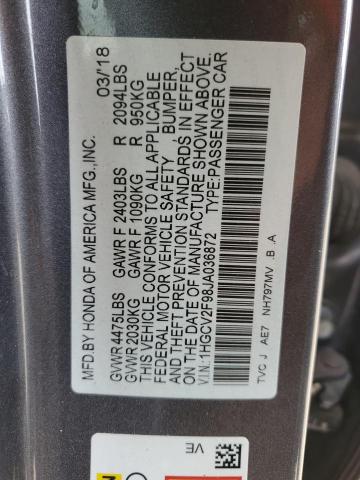 MFD.BY HONDA OF AMERICA MFG.,INC. 03/18
GVWR 4475LBS GAWR F 2403LBS R 2094LBS
GVWR 2030KG GAWR F 1090KG R 950KG
THIS VEHICLE CONFORMS TO ALL APPLICABLE
FEDERAL MOTOR VEHICLE SAFETY BUMPER,
AND THEFT PREVENTION STANDARDS IN EFFECT
ON THE DATE OF MANUFACTURE SHOWN ABOVE.
V.I.N.:1HGCV2F98JA036872 TYPE:PASSENGER CAR
TVC J AE7 NH797MV .B .A
VE